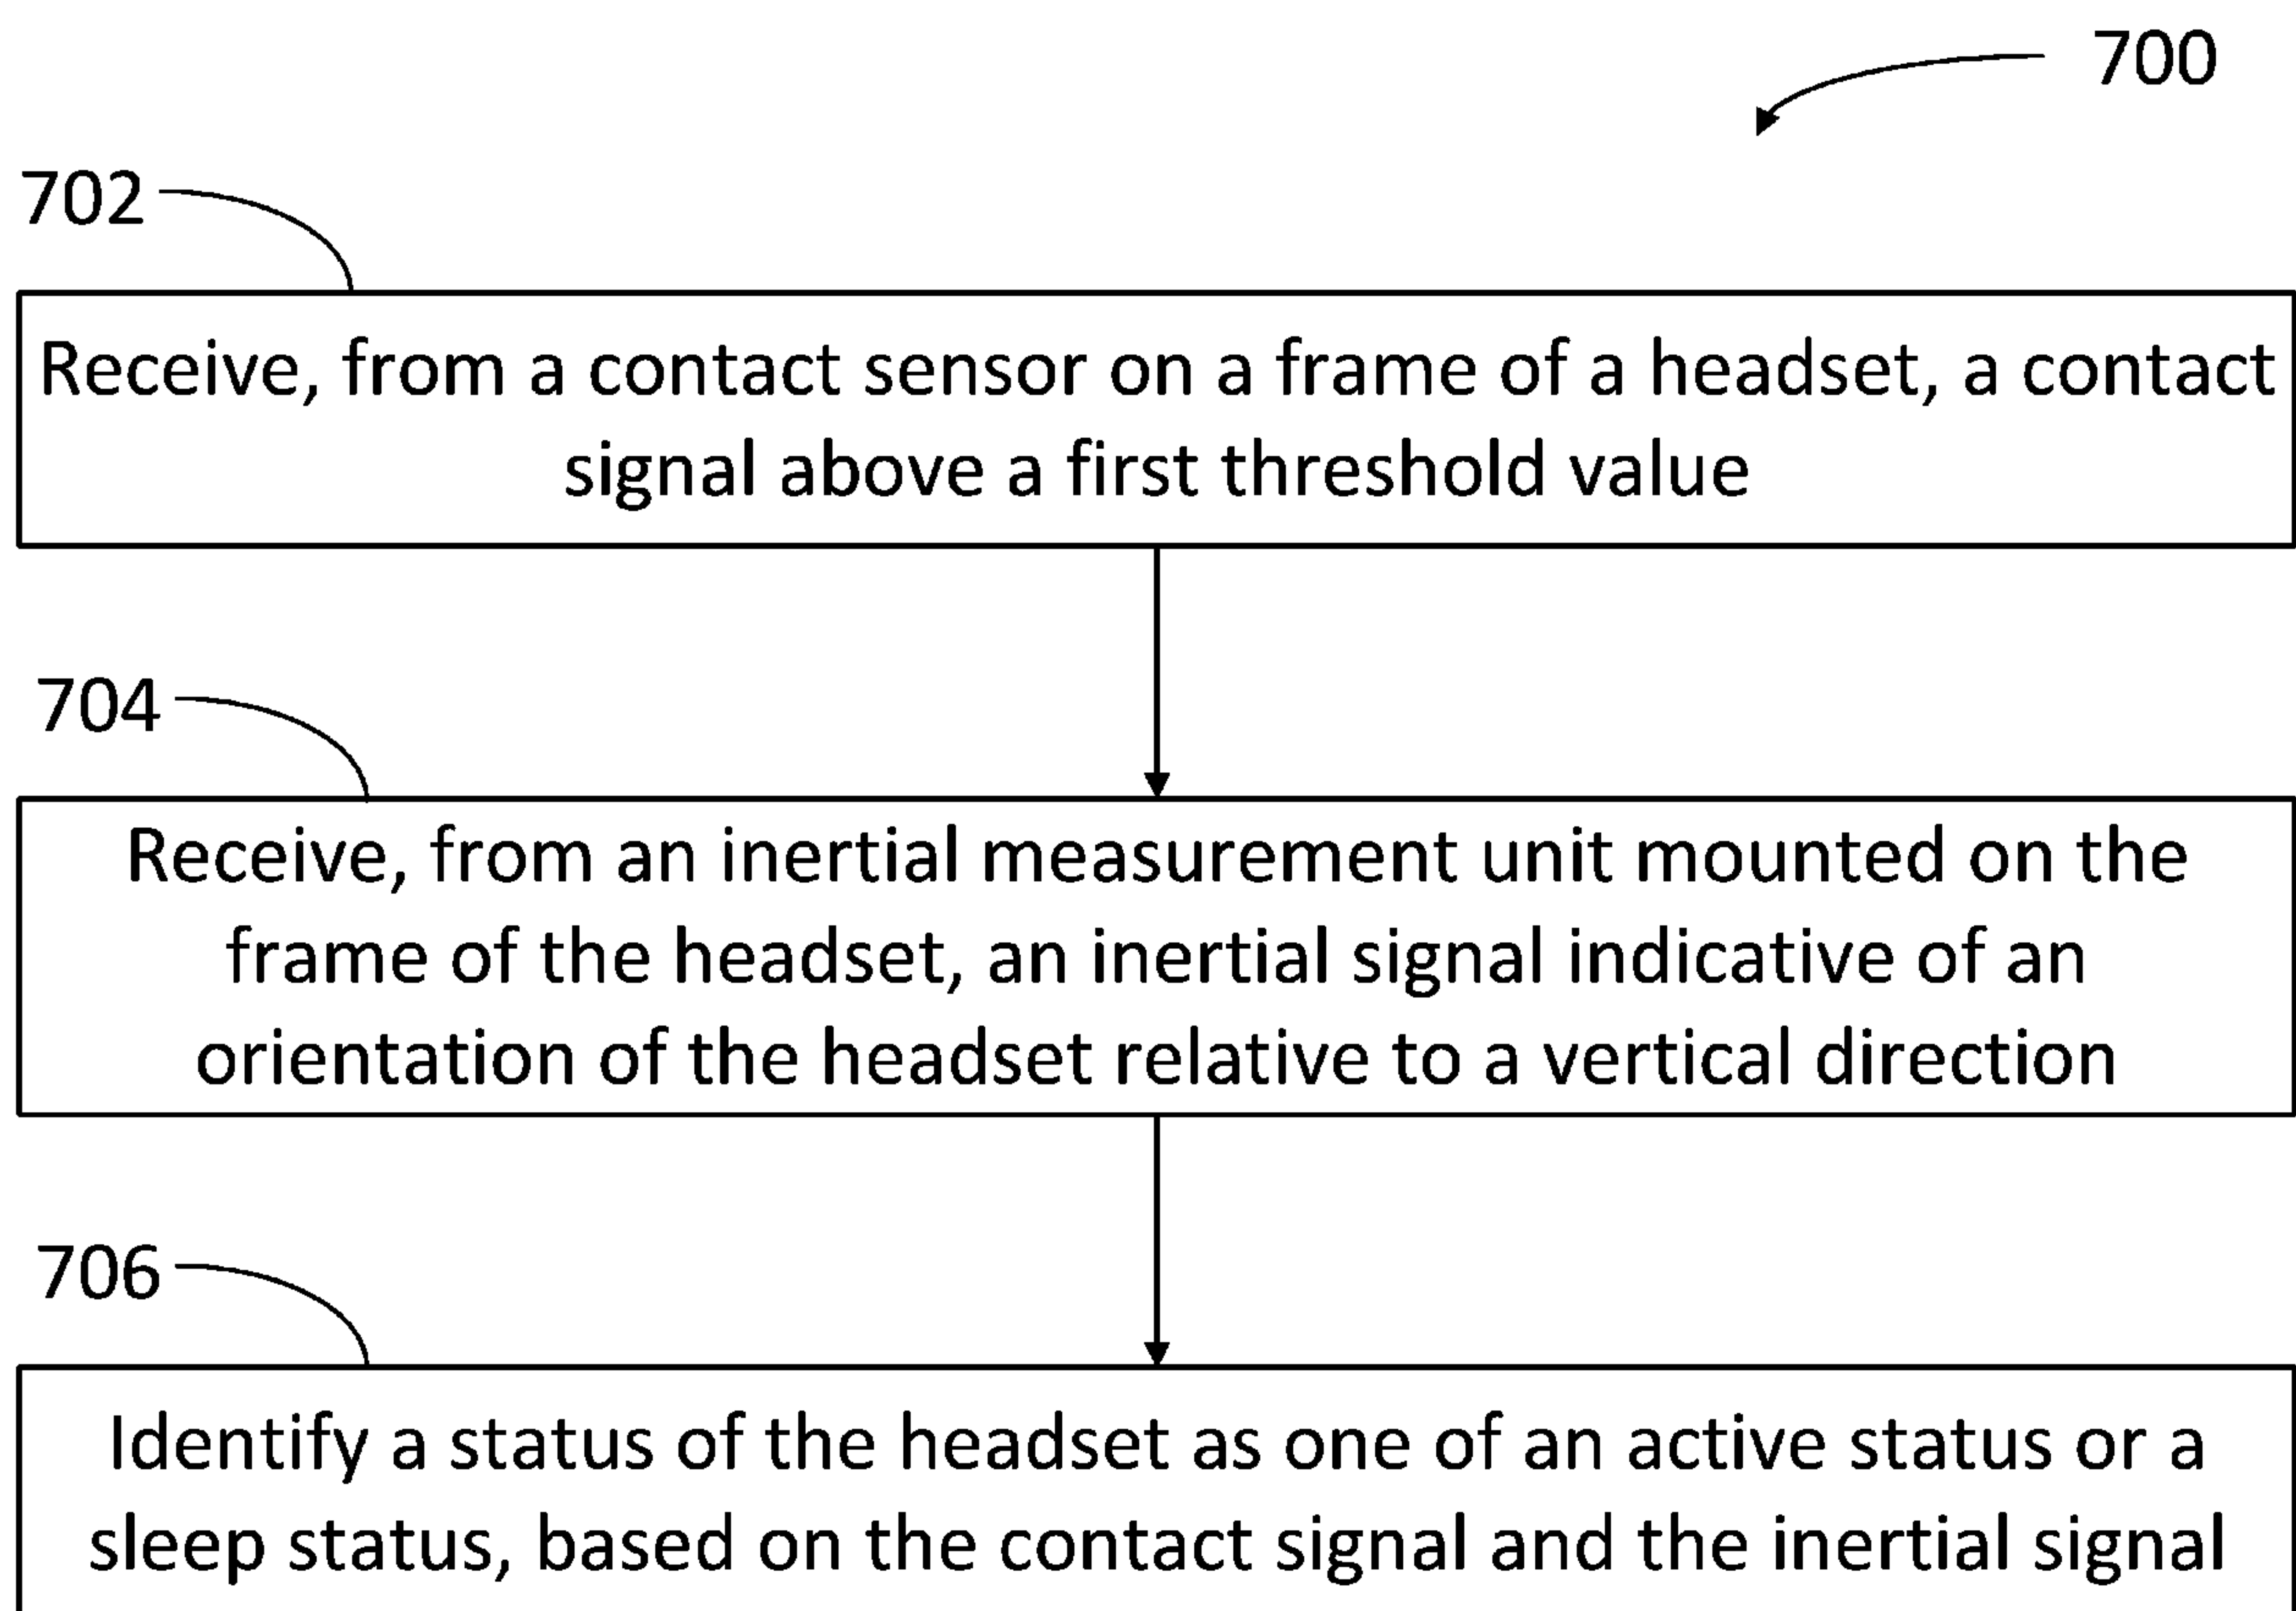 700
702
Receive, from a contact sensor on a frame of a headset, a contact
signal above a first threshold value
704
Receive, from an inertial measurement unit mounted on the
frame of the headset, an inertial signal indicative of an
orientation of the headset relative to a vertical direction
706
Identify a status of the headset as one of an active status or a
sleep status, based on the contact signal and the inertial signal